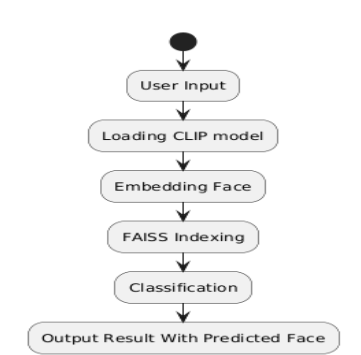 User Input
Loading CLIP model
Embedding Face
FAISS Indexing
Classification
Output Result With Predicted Face